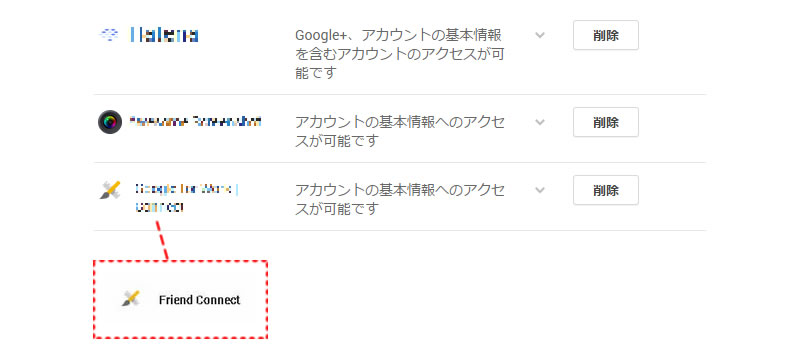 Google+、アカウントの基本情報
を含むアカウントのアクセスが可
能です
削除
アカウントの基本情報へのアクセ
スが可能です
削除
アカウントの基本情報へのアクセ
スが可能です
削除
Friend Connect